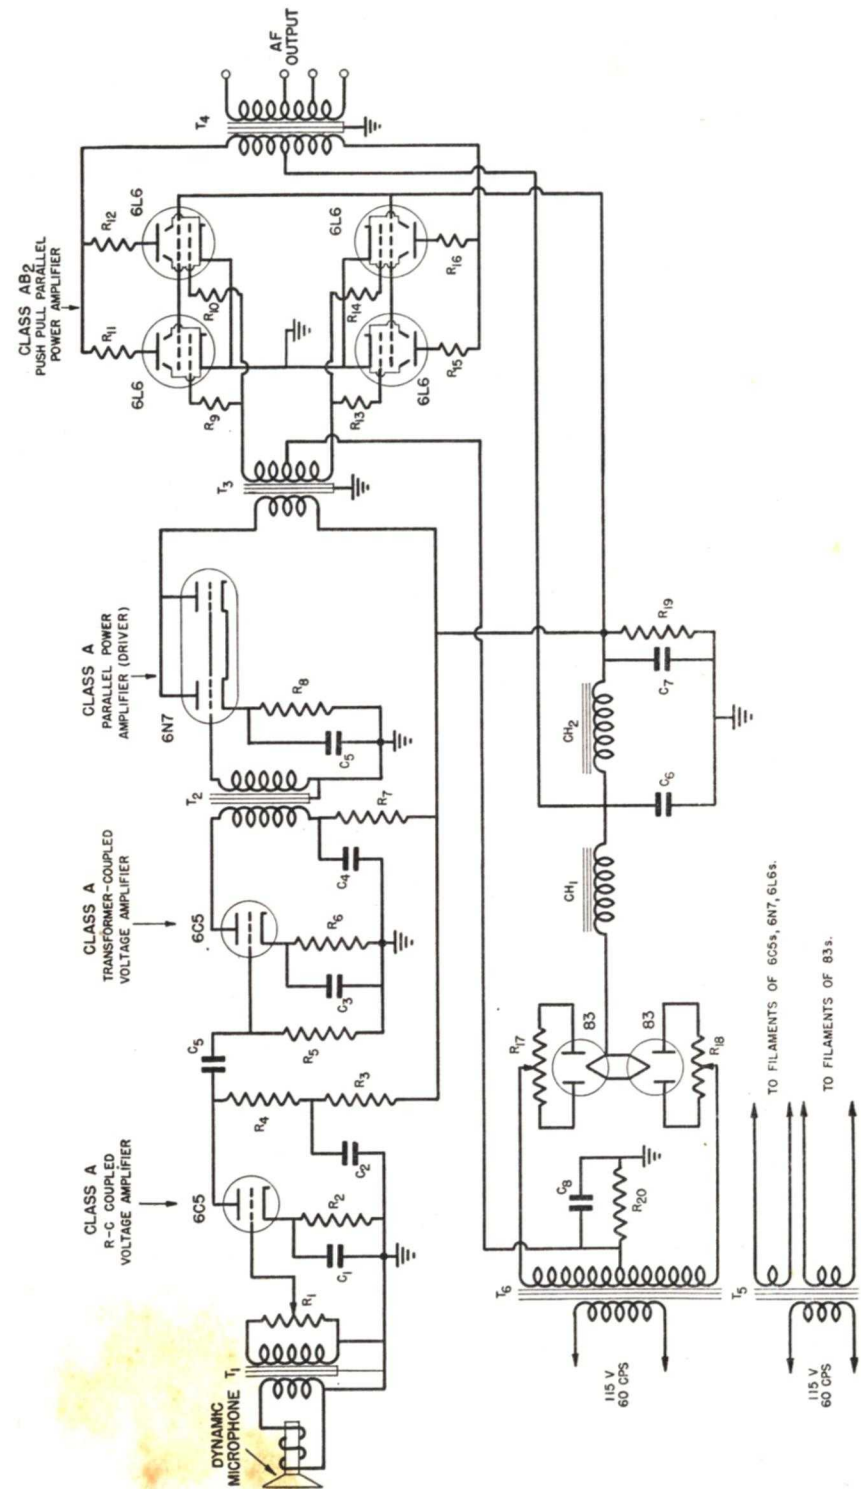 CLASS A
R-C COUPLED
VOLTAGE AMPLIFIER
CLASS A
TRANSFORMER-COUPLED
VOLTAGE AMPLIFIER
CLASS A
PARALLEL POWER
AMPLIFIER (DRIVER)
CLASS AB2
PUSH PULL PARALLEL
POWER AMPLIFIER
DYNAMIC
MICROPHONE
T1
R1
6C5
C1
R2
C2
R4
R3
C5
6C5
R5
C3
R6
C4
T2
R7
6N7
C5
R8
T3
R9
R10
6L6
6L6
R11
R12
R13
R14
6L6
6L6
R15
R16
T4
AF
OUTPUT
115 V
60 CPS
T6
C8
R20
R17
83
83
R18
CH1
CH2
C6
C7
R19
115 V
60 CPS
T5
TO FILAMENTS OF 6C5s, 6N7, 6L6s.
TO FILAMENTS OF 83s.